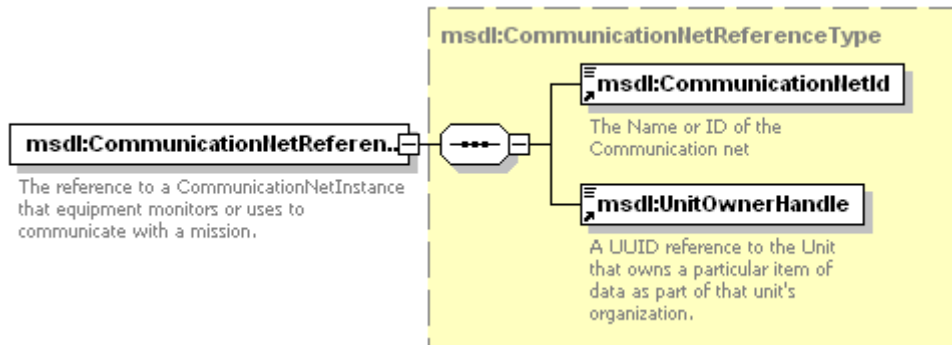 msdl:CommunicationNetReferenceType
msdl:CommunicationNetId
The Name or ID of the
Communication net
msdl:CommunicationNetReferen..
The reference to a CommunicationNetInstance
that equipment monitors or uses to
communicate with a mission.
msdl:UnitOwnerHandle
A UUID reference to the Unit
that owns a particular item of
data as part of that unit's
organization.